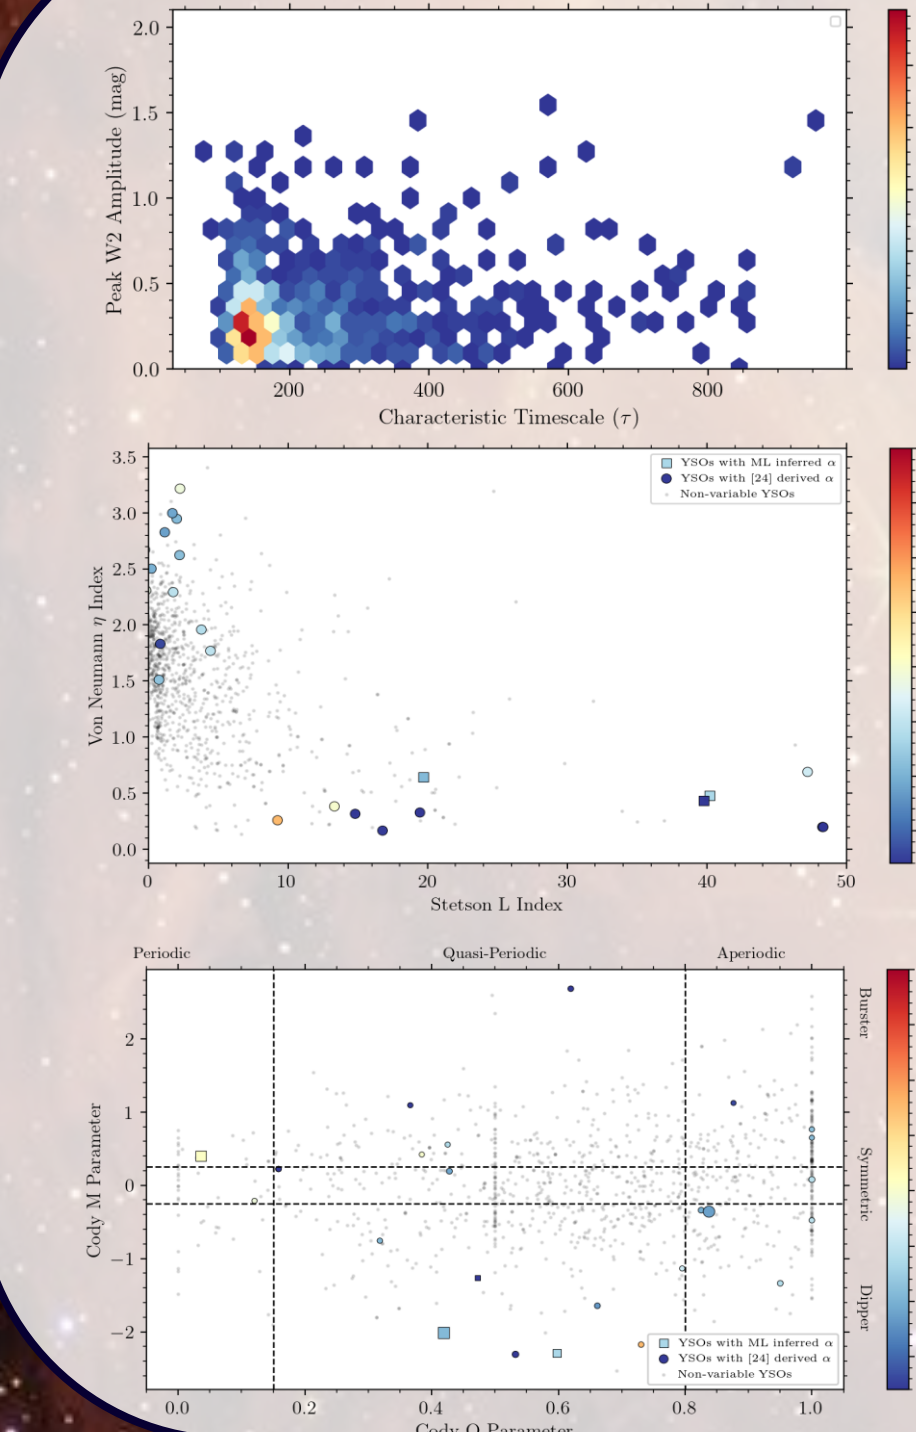 2.0
1.5
1.0
0.5
0.0
Peak W2 Amplitude (mag)
200 400 600 800
Characteristic Timescale (τ)
3.5
3.0
2.5
2.0
1.5
1.0
0.5
0.0
Von Neumann η Index
YSOs with ML inferred α
YSOs with [24] derived α
Non-variable YSOs
0 10 20 30 40 50
Stetson L Index
Periodic Quasi-Periodic Aperiodic
2
1
0
−1
−2
Cody M Parameter
Burster
Symmetric
Dipper
YSOs with ML inferred α
YSOs with [24] derived α
Non-variable YSOs
0.0 0.2 0.4 0.6 0.8 1.0
Cody Q Parameter